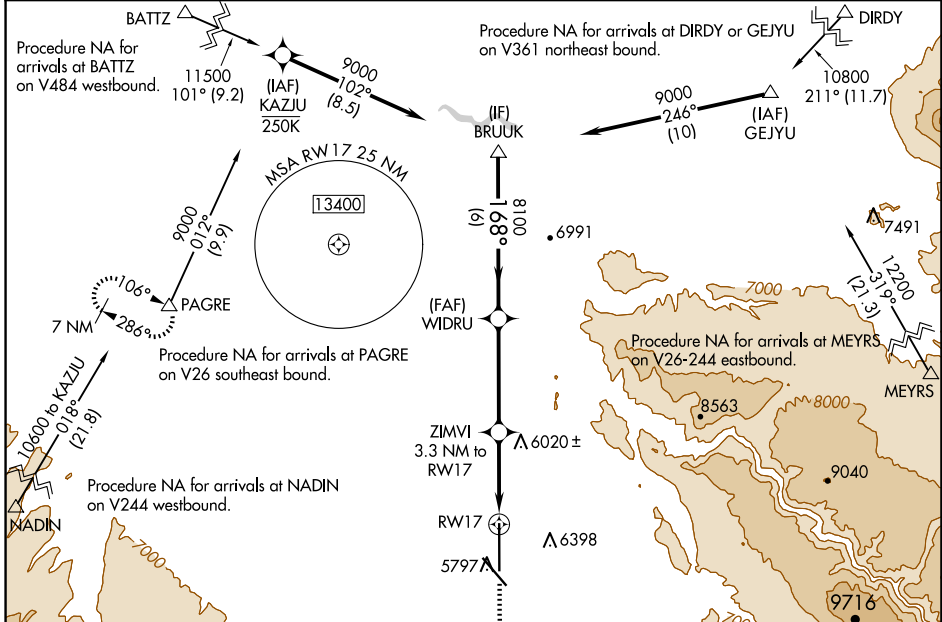 BATTZ
Procedure NA for
arrivals at BATTZ
on V484 westbound.
11500
101° (9.2)
(IAF)
KAZJU
250K
9000
102°
(8.5)
Procedure NA for arrivals at DIRDY or GEJYU
on V361 northeast bound.
DIRDY
10800
211° (11.7)
9000
246°
(10)
(IAF)
GEJYU
(IF)
BRUUK
MSA RW17 25 NM
13400
8100
168°
(6)
6991
7491
9000
012°
(9.9)
12200
319°
(21.3)
106°
PAGRE
7 NM
286°
(FAF)
WIDRU
7000
Procedure NA for arrivals at PAGRE
on V26 southeast bound.
Procedure NA for arrivals at MEYRS
on V26-244 eastbound.
MEYRS
10600 to KAZJU
018°
(21.8)
8563
8000
ZIMVI
3.3 NM to
RW17
6020 ±
9040
Procedure NA for arrivals at NADIN
on V244 westbound.
NADIN
RW17
6398
7000
5797
9716